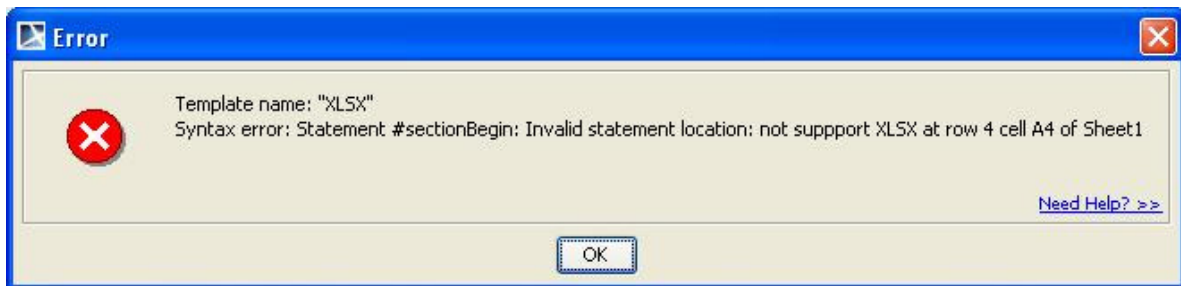 Error
Template name: "XLSX"
Syntax error: Statement #sectionBegin: Invalid statement location: not suppport XLSX at row 4 cell A4 of Sheet1
Need Help? >>
OK